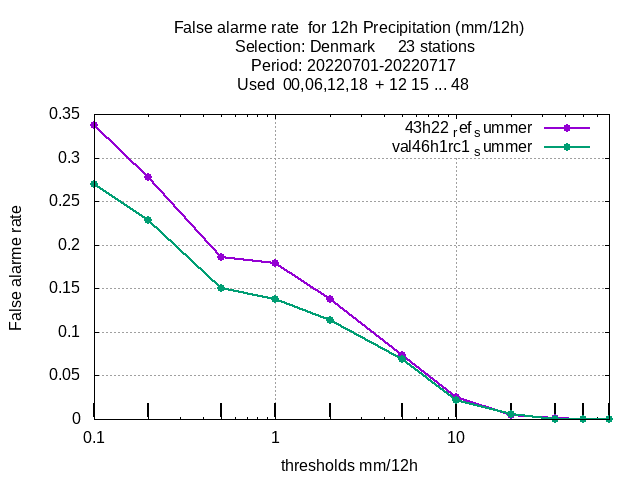 False alarme rate  for 12h Precipitation (mm/12h)
Selection: Denmark     23 stations
Period: 20220701-20220717
Used  00,06,12,18  + 12 15 ... 48
43h22 ref summer
val46h1rc1 summer
0.35
0.3
0.25
0.2
0.15
0.1
0.05
0
False alarme rate
0.1
1
10
thresholds mm/12h